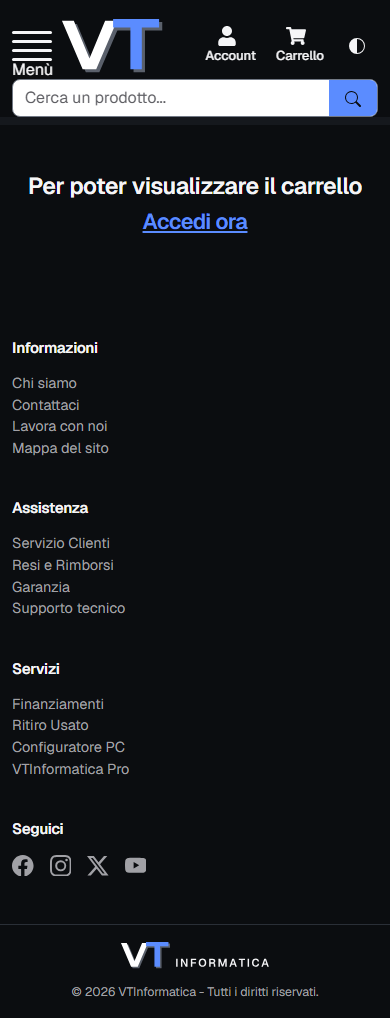 Menù
VT
Account
Carrello
Cerca un prodotto...
Per poter visualizzare il carrello
Accedi ora
Informazioni
Chi siamo
Contattaci
Lavora con noi
Mappa del sito
Assistenza
Servizio Clienti
Resi e Rimborsi
Garanzia
Supporto tecnico
Servizi
Finanziamenti
Ritiro Usato
Configuratore PC
VTInformatica Pro
Seguici
VT INFORMATICA
© 2026 VTInformatica - Tutti i diritti riservati.